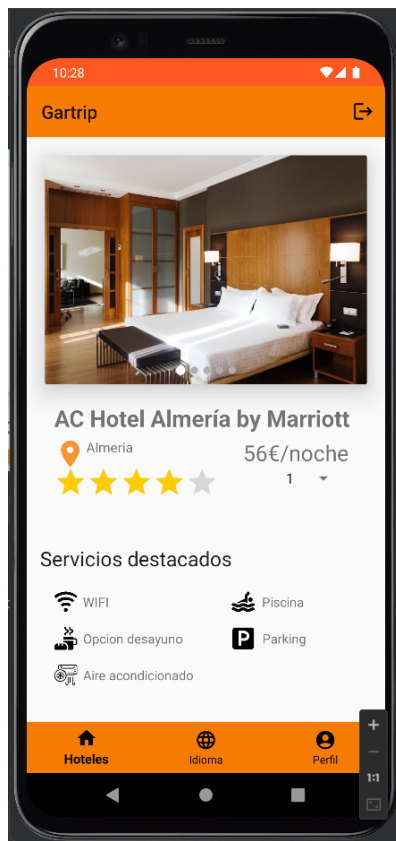 10:28
Gartrip
AC Hotel Almería by Marriott
Almeria
56€/noche
1
Servicios destacados
WIFI
Piscina
Opcion desayuno
P
Parking
Aire acondicionado
Hoteles
Idioma
Perfil
1:1